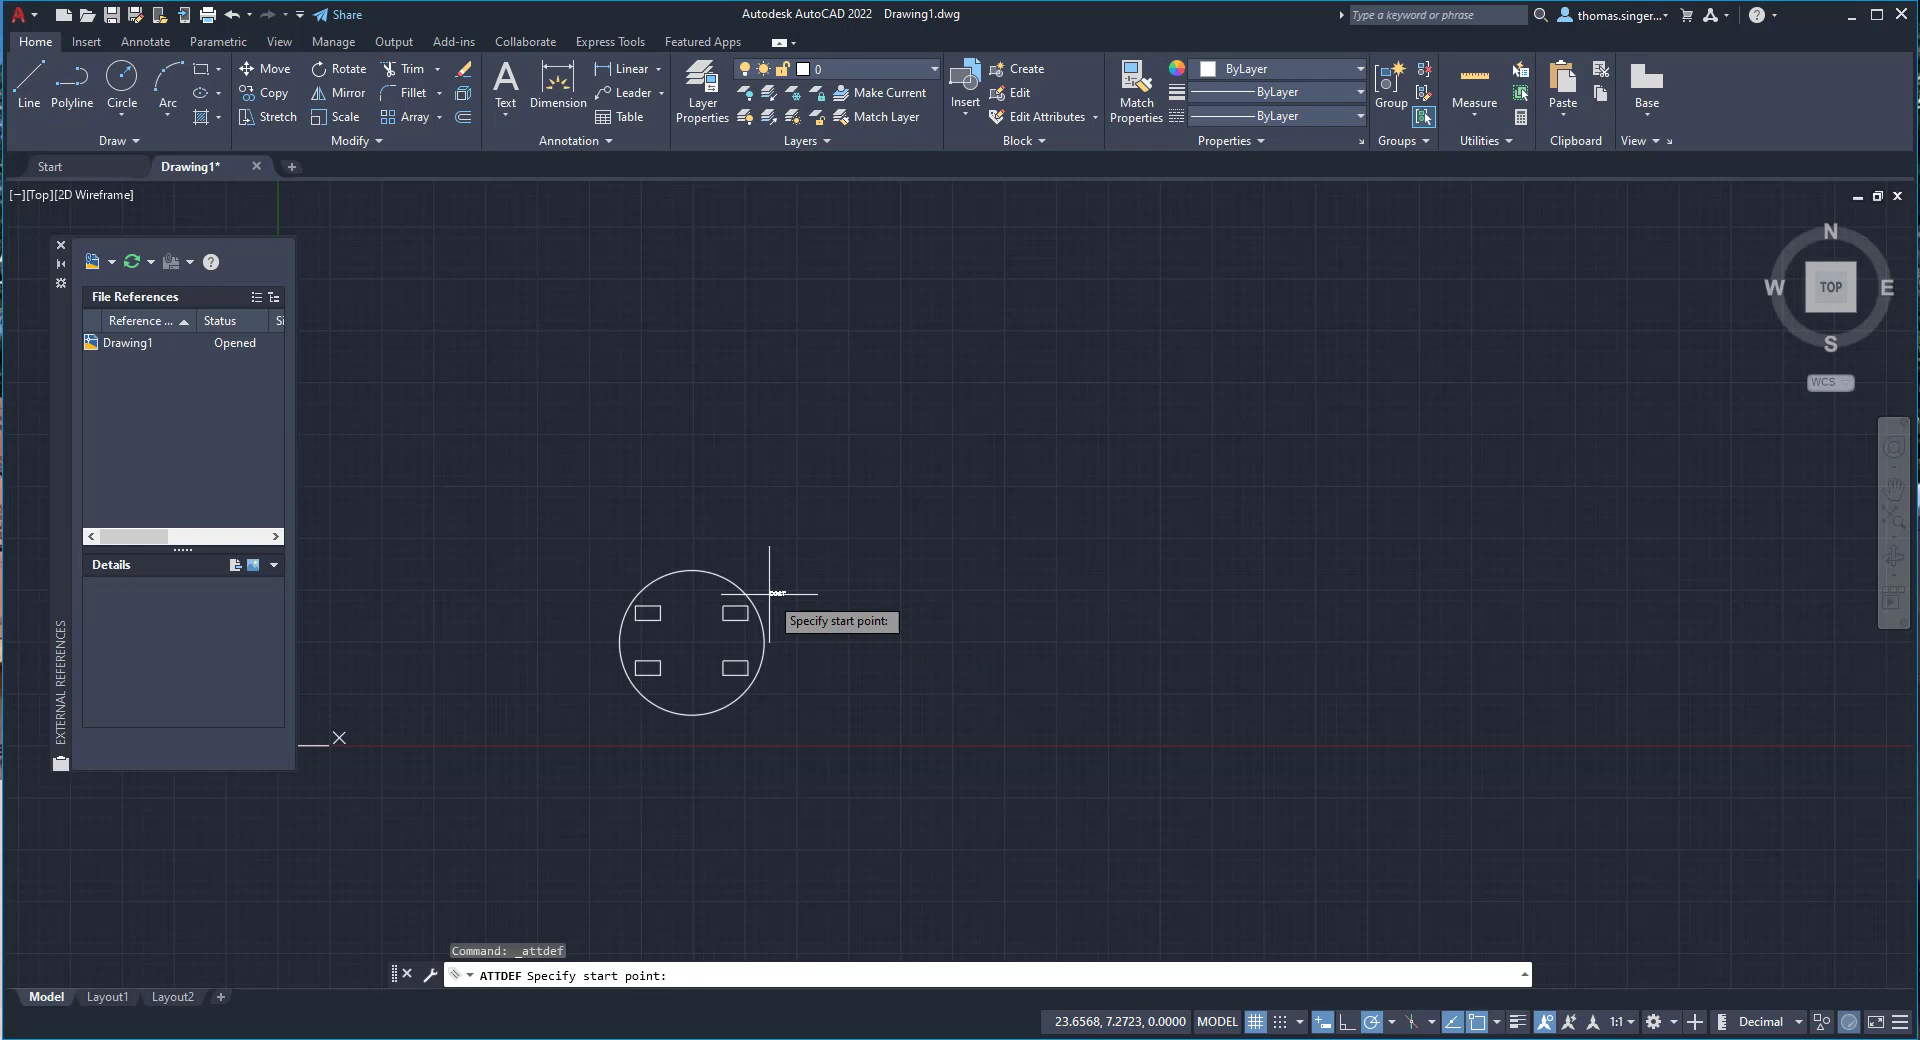 Share
Autodesk AutoCAD 2022 Drawing1.dwg
Type a keyword or phrase
thomas.singer...
Home Insert Annotate Parametric View Manage Output Add-ins Collaborate Express Tools Featured Apps
Line Polyline Circle Arc
Move Rotate Trim
Copy Mirror Fillet
Stretch Scale Array
Text Dimension
Linear
Leader
Table
Layer Properties
0
Make Current
Match Layer
Insert
Create
Edit
Edit Attributes
Match Properties
ByLayer
ByLayer
ByLayer
Group
Measure
Paste
Base
Draw Modify Annotation Layers Block Properties Groups Utilities Clipboard View
Start Drawing1* +
[−][Top][2D Wireframe]
N
W TOP E
S
WCS
File References
Reference ... Status Si
Drawing1 Opened
Details
EXTERNAL REFERENCES
X
Specify start point:
Command: _attdef
ATTDEF Specify start point:
Model Layout1 Layout2 +
23.6568, 7.2723, 0.0000 MODEL 1:1 Decimal